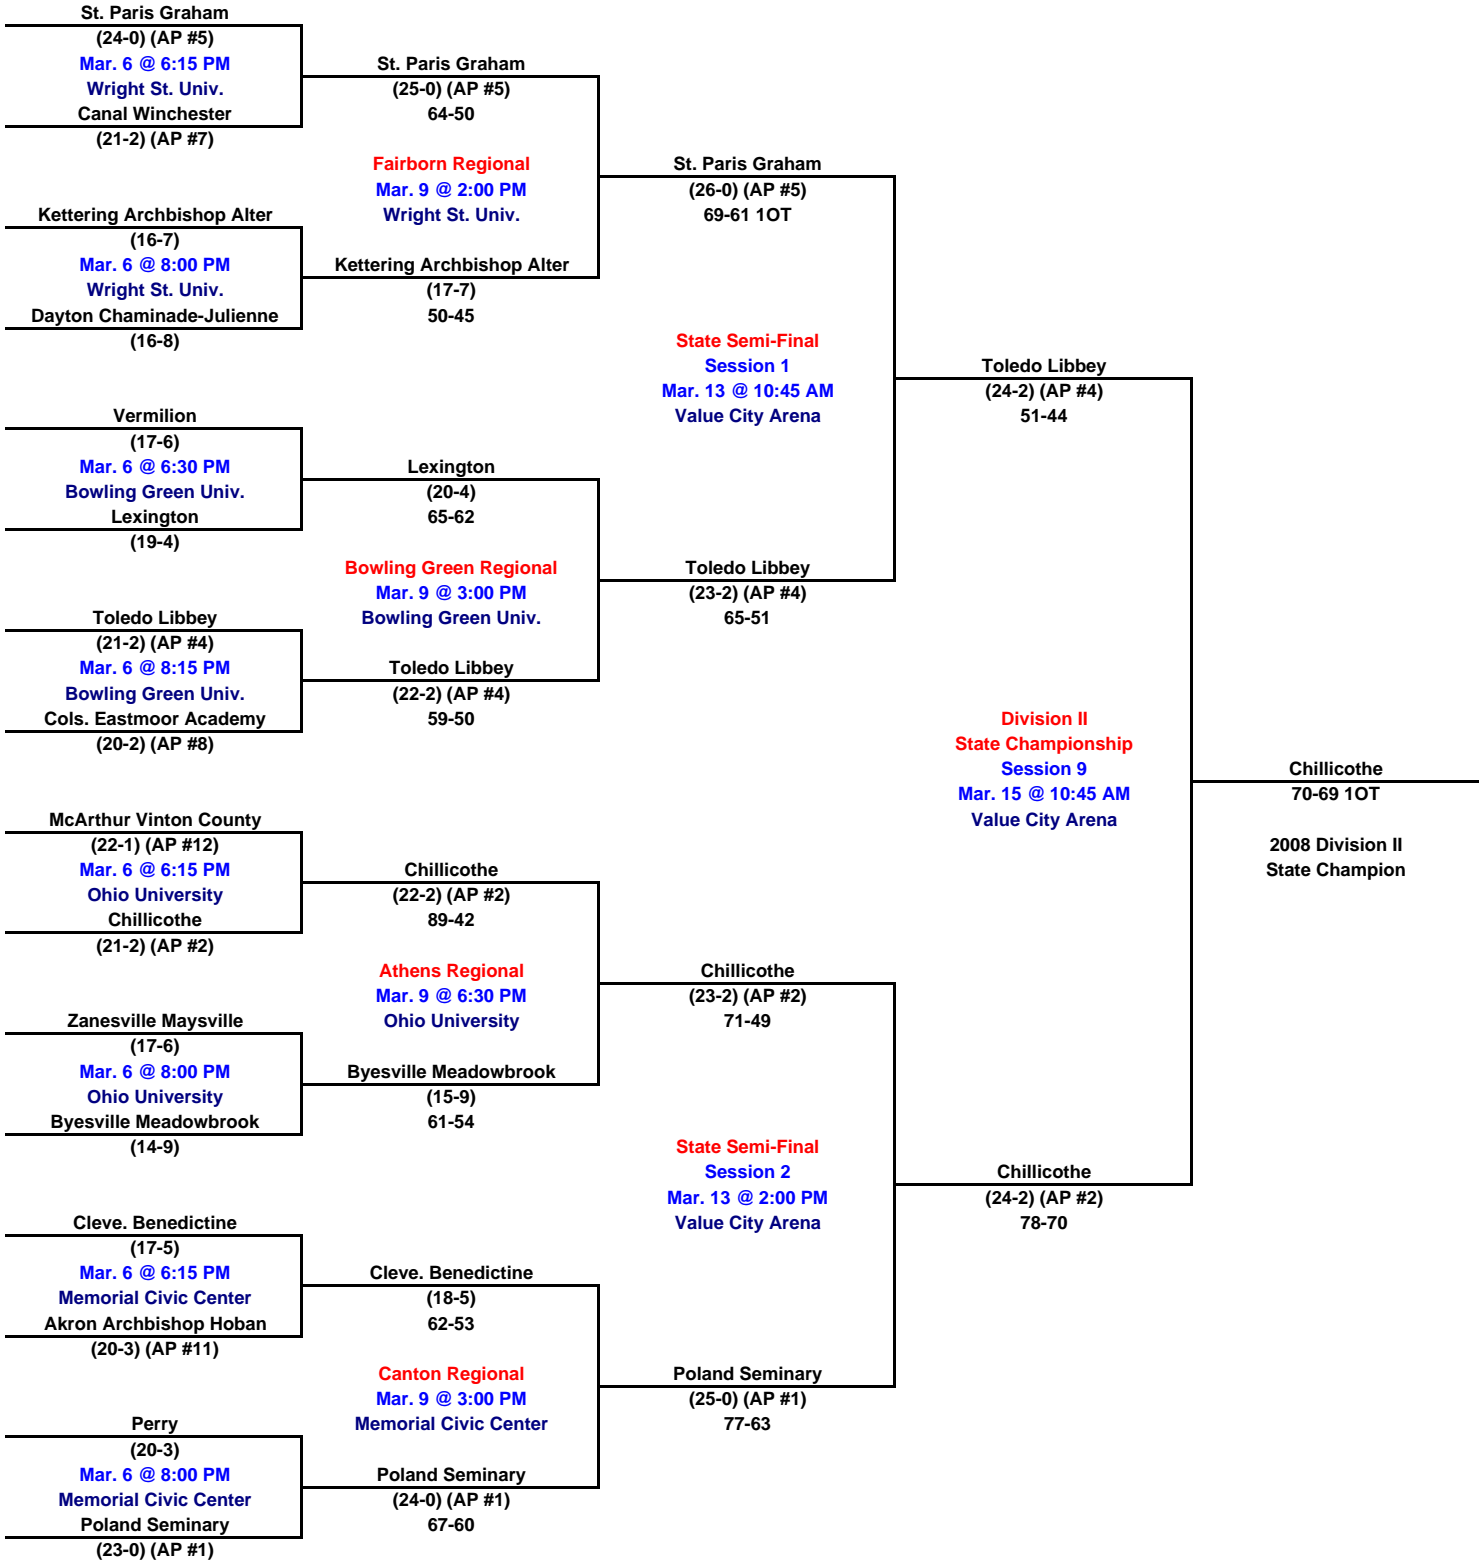 St. Paris Graham
(24-0) (AP #5)
Mar. 6 @ 6:15 PM
Wright St. Univ.
Canal Winchester
(21-2) (AP #7)
Kettering Archbishop Alter
(16-7)
Mar. 6 @ 8:00 PM
Wright St. Univ.
Dayton Chaminade-Julienne
(16-8)
Vermilion
(17-6)
Mar. 6 @ 6:30 PM
Bowling Green Univ.
Lexington
(19-4)
Toledo Libbey
(21-2) (AP #4)
Mar. 6 @ 8:15 PM
Bowling Green Univ.
Cols. Eastmoor Academy
(20-2) (AP #8)
McArthur Vinton County
(22-1) (AP #12)
Mar. 6 @ 6:15 PM
Ohio University
Chillicothe
(21-2) (AP #2)
Zanesville Maysville
(17-6)
Mar. 6 @ 8:00 PM
Ohio University
Byesville Meadowbrook
(14-9)
Cleve. Benedictine
(17-5)
Mar. 6 @ 6:15 PM
Memorial Civic Center
Akron Archbishop Hoban
(20-3) (AP #11)
Perry
(20-3)
Mar. 6 @ 8:00 PM
Memorial Civic Center
Poland Seminary
(23-0) (AP #1)
St. Paris Graham
(25-0) (AP #5)
64-50
Fairborn Regional
Mar. 9 @ 2:00 PM
Wright St. Univ.
Kettering Archbishop Alter
(17-7)
50-45
Lexington
(20-4)
65-62
Bowling Green Regional
Mar. 9 @ 3:00 PM
Bowling Green Univ.
Toledo Libbey
(22-2) (AP #4)
59-50
Chillicothe
(22-2) (AP #2)
89-42
Athens Regional
Mar. 9 @ 6:30 PM
Ohio University
Byesville Meadowbrook
(15-9)
61-54
Cleve. Benedictine
(18-5)
62-53
Canton Regional
Mar. 9 @ 3:00 PM
Memorial Civic Center
Poland Seminary
(24-0) (AP #1)
67-60
St. Paris Graham
(26-0) (AP #5)
69-61 1OT
State Semi-Final
Session 1
Mar. 13 @ 10:45 AM
Value City Arena
Toledo Libbey
(23-2) (AP #4)
65-51
Chillicothe
(23-2) (AP #2)
71-49
State Semi-Final
Session 2
Mar. 13 @ 2:00 PM
Value City Arena
Poland Seminary
(25-0) (AP #1)
77-63
Toledo Libbey
(24-2) (AP #4)
51-44
Division II
State Championship
Session 9
Mar. 15 @ 10:45 AM
Value City Arena
Chillicothe
(24-2) (AP #2)
78-70
Chillicothe
70-69 1OT
2008 Division II
State Champion